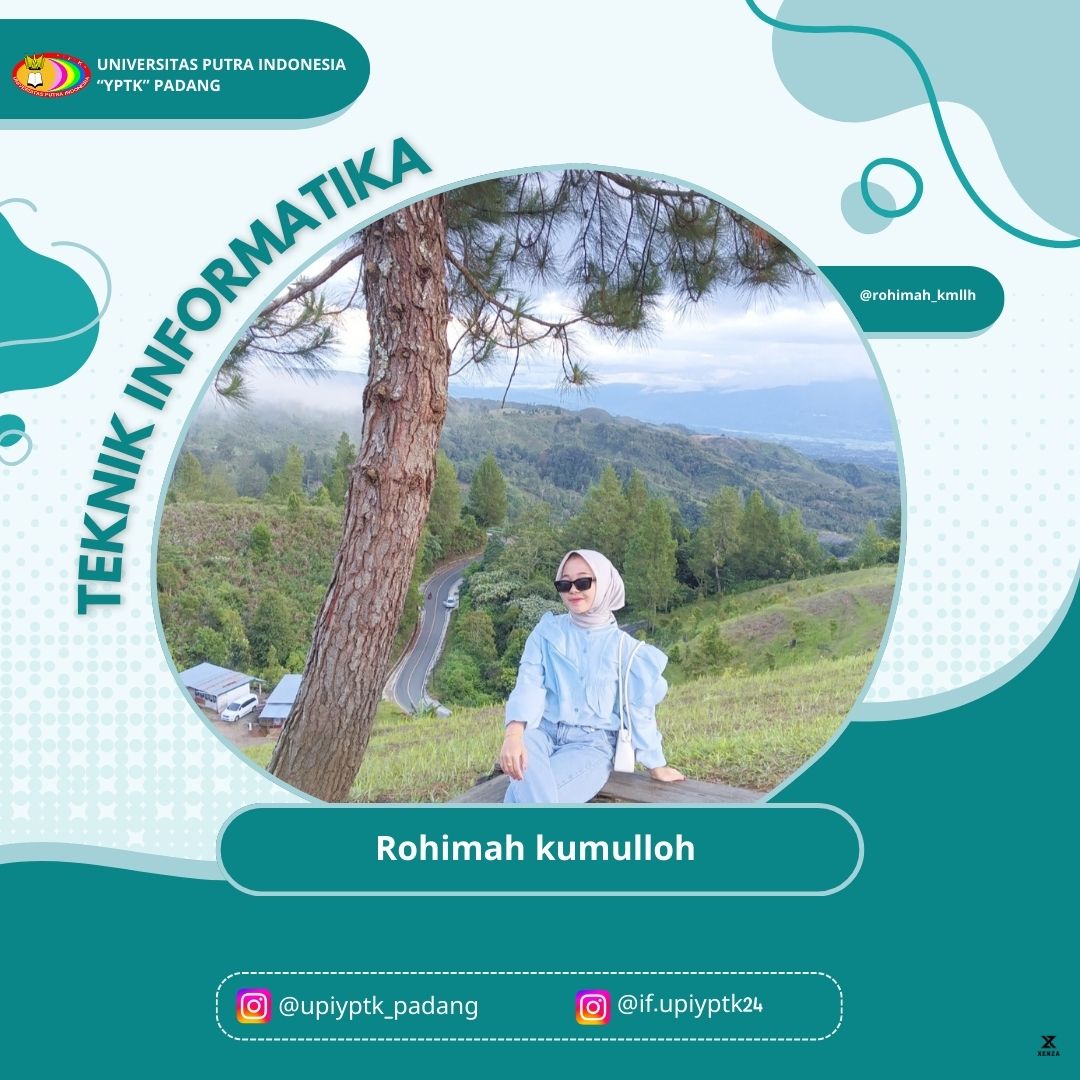 UNIVERSITAS PUTRA INDONESIA
“YPTK” PADANG
TEKNIK INFORMATIKA
@rohimah_kmllh
Rohimah kumulloh
@upiyptk_padang
@if.upiyptk24
XENZA